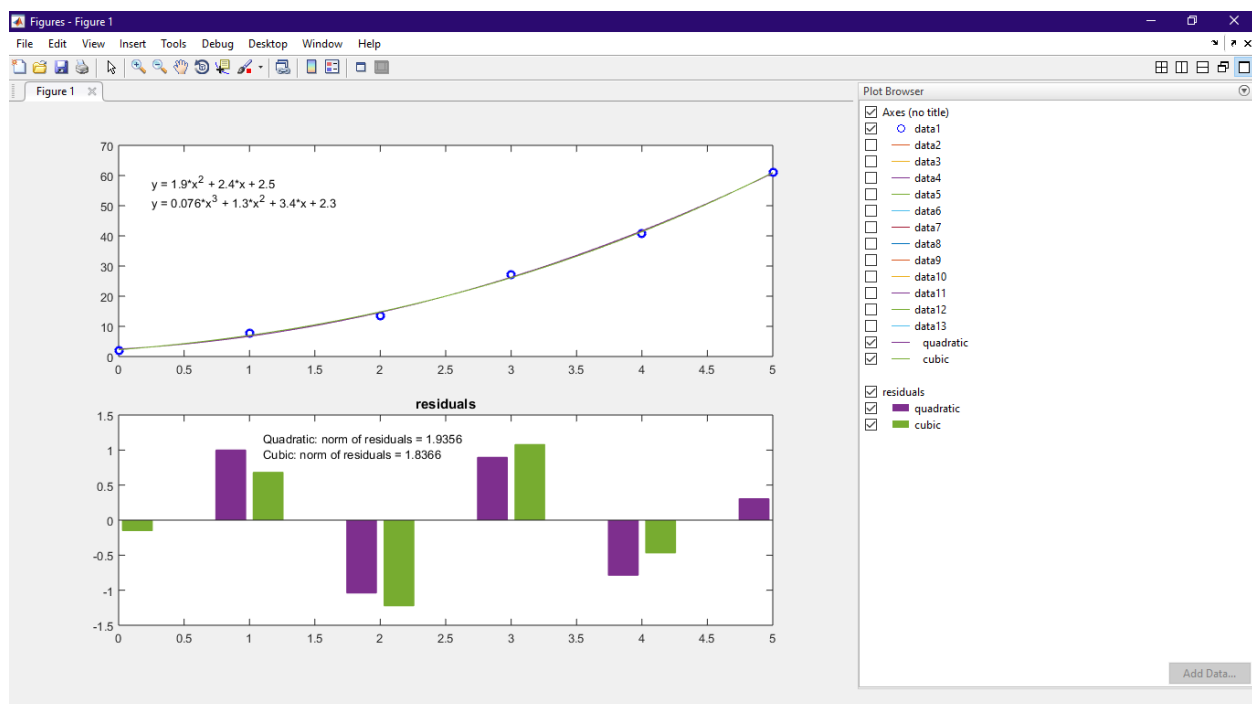 Figures - Figure 1
File Edit View Insert Tools Debug Desktop Window Help
Figure 1
Plot Browser
Axes (no title)
data1
data2
data3
data4
data5
data6
data7
data8
data9
data10
data11
data12
data13
quadratic
cubic
residuals
quadratic
cubic
Add Data...
70
60
50
40
30
20
10
0
y = 1.9*x^2 + 2.4*x + 2.5
y = 0.076*x^3 + 1.3*x^2 + 3.4*x + 2.3
0 0.5 1 1.5 2 2.5 3 3.5 4 4.5 5
residuals
1.5
1
0.5
0
-0.5
-1
-1.5
Quadratic: norm of residuals = 1.9356
Cubic: norm of residuals = 1.8366
0 0.5 1 1.5 2 2.5 3 3.5 4 4.5 5